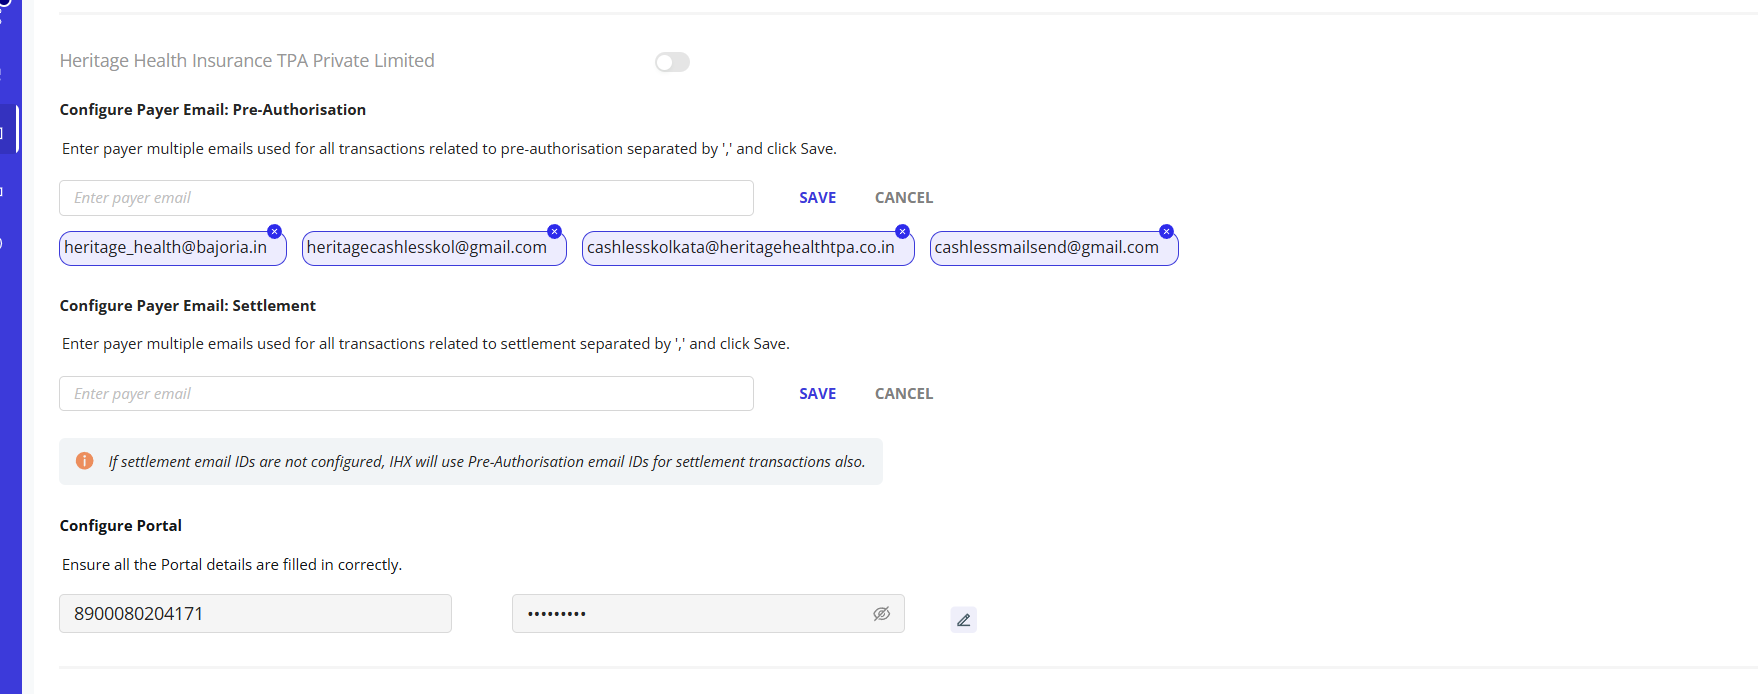 Heritage Health Insurance TPA Private Limited
Configure Payer Email: Pre-Authorisation
Enter payer multiple emails used for all transactions related to pre-authorisation separated by ',' and click Save.
Enter payer email SAVE CANCEL
heritage_health@bajoria.in heritagecashlesskol@gmail.com cashlesskolkata@heritagehealthtpa.co.in cashlessmailsend@gmail.com
Configure Payer Email: Settlement
Enter payer multiple emails used for all transactions related to settlement separated by ',' and click Save.
Enter payer email SAVE CANCEL
If settlement email IDs are not configured, IHX will use Pre-Authorisation email IDs for settlement transactions also.
Configure Portal
Ensure all the Portal details are filled in correctly.
8900080204171 •••••••••